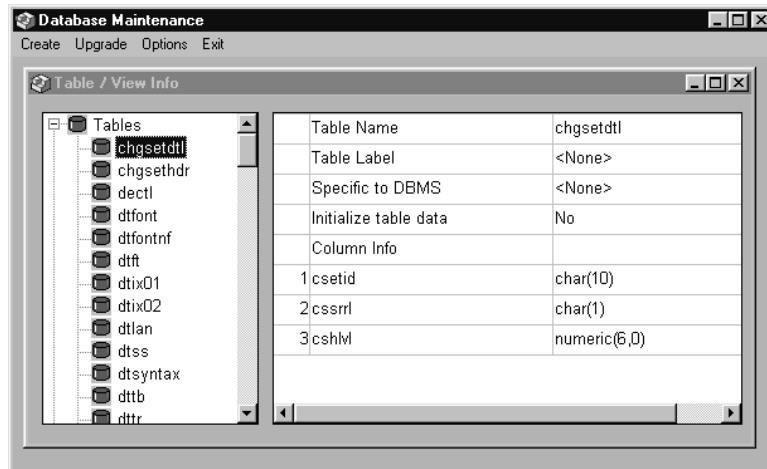 Database Maintenance
Create Upgrade Options Exit
Table / View Info
Tables
chgsetdtl
chgsethdr
dectl
dtfont
dtfontnf
dtft
dtix01
dtix02
dtlan
dtss
dtsyntax
dttb
dttr
Table Name chgsetdtl
Table Label <None>
Specific to DBMS <None>
Initialize table data No
Column Info
1 csetid char(10)
2 cssrrl char(1)
3 cshlvl numeric(6,0)